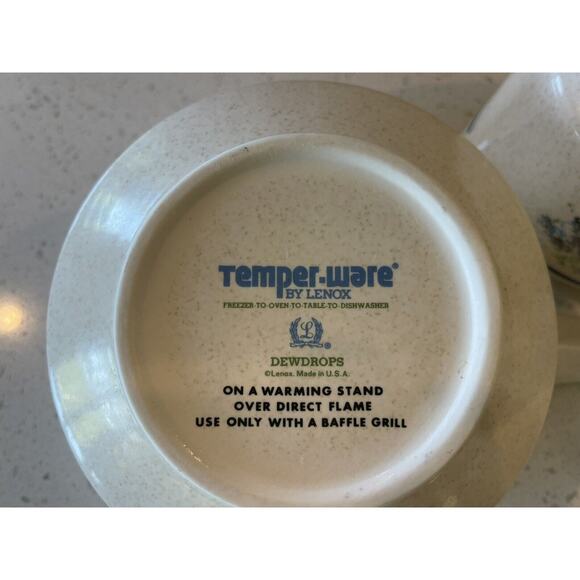 Temper-ware®
BY LENOX
FREEZER-TO-OVEN-TO-TABLE-TO-DISHWASHER
L
®
DEWDROPS
©Lenox. Made in U.S.A.
ON A WARMING STAND
OVER DIRECT FLAME
USE ONLY WITH A BAFFLE GRILL